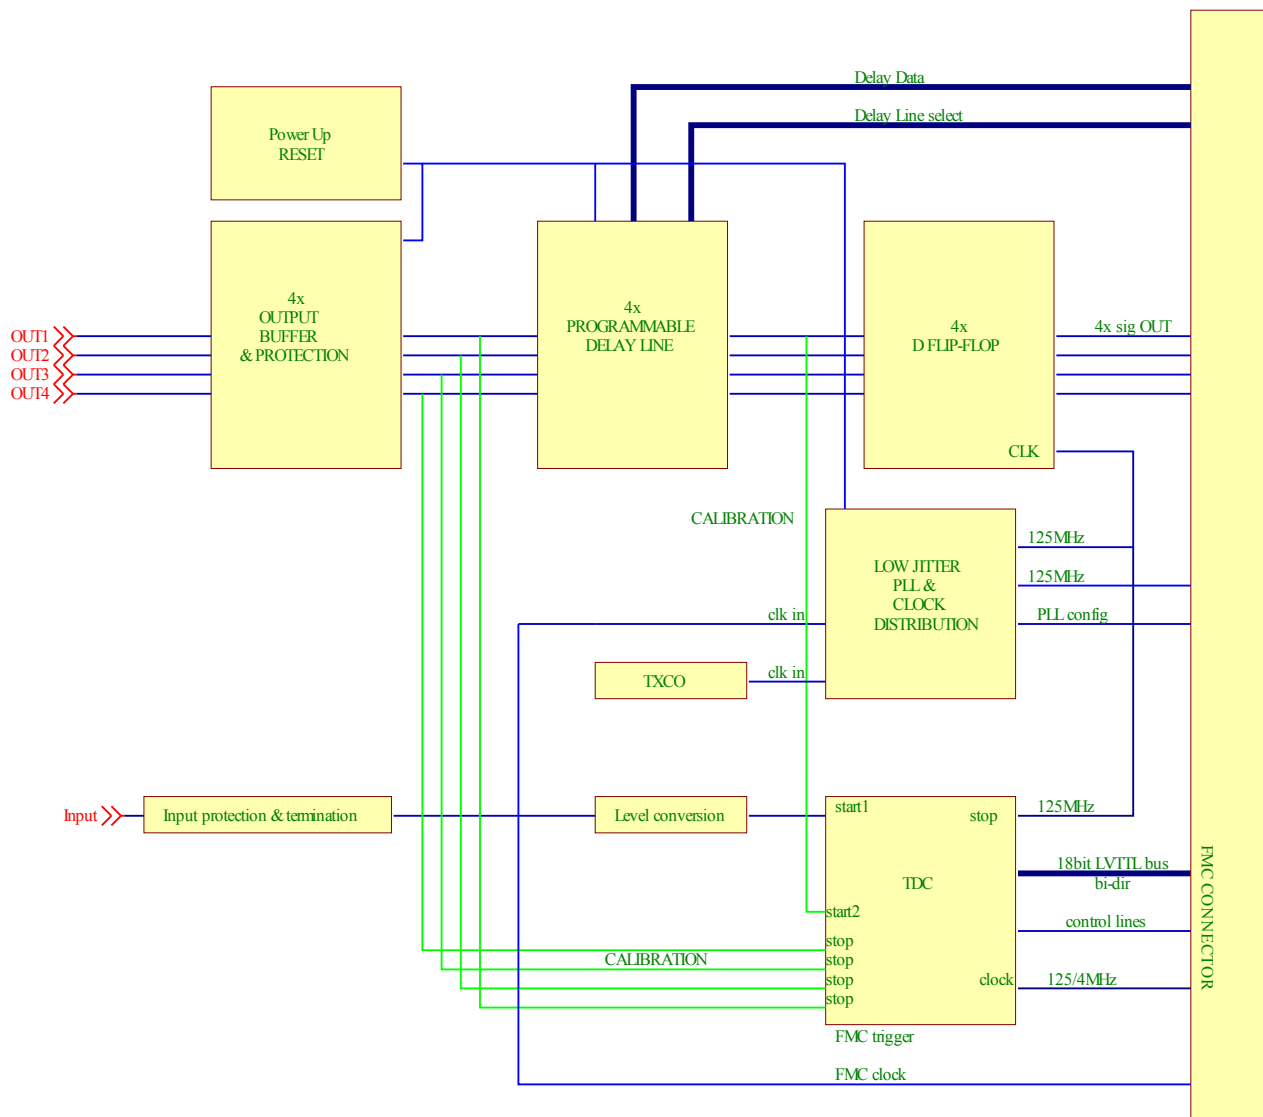 Delay Data
Delay Line select
Power Up
RESET
4x
OUTPUT
BUFFER
& PROTECTION
4x
PROGRAMMABLE
DELAY LINE
4x
D FLIP-FLOP
CLK
4x sig OUT
OUT1
OUT2
OUT3
OUT4
CALIBRATION
LOW JITTER
PLL &
CLOCK
DISTRIBUTION
125MHz
125MHz
PLL config
clk in
clk in
TXCO
Input
Input protection & termination
Level conversion
start1
stop
125MHz
TDC
18bit LVTTL bus
bi-dir
start2
control lines
stop
stop
stop
stop
CALIBRATION
clock
125/4MHz
FMC trigger
FMC clock
FMC CONNECTOR